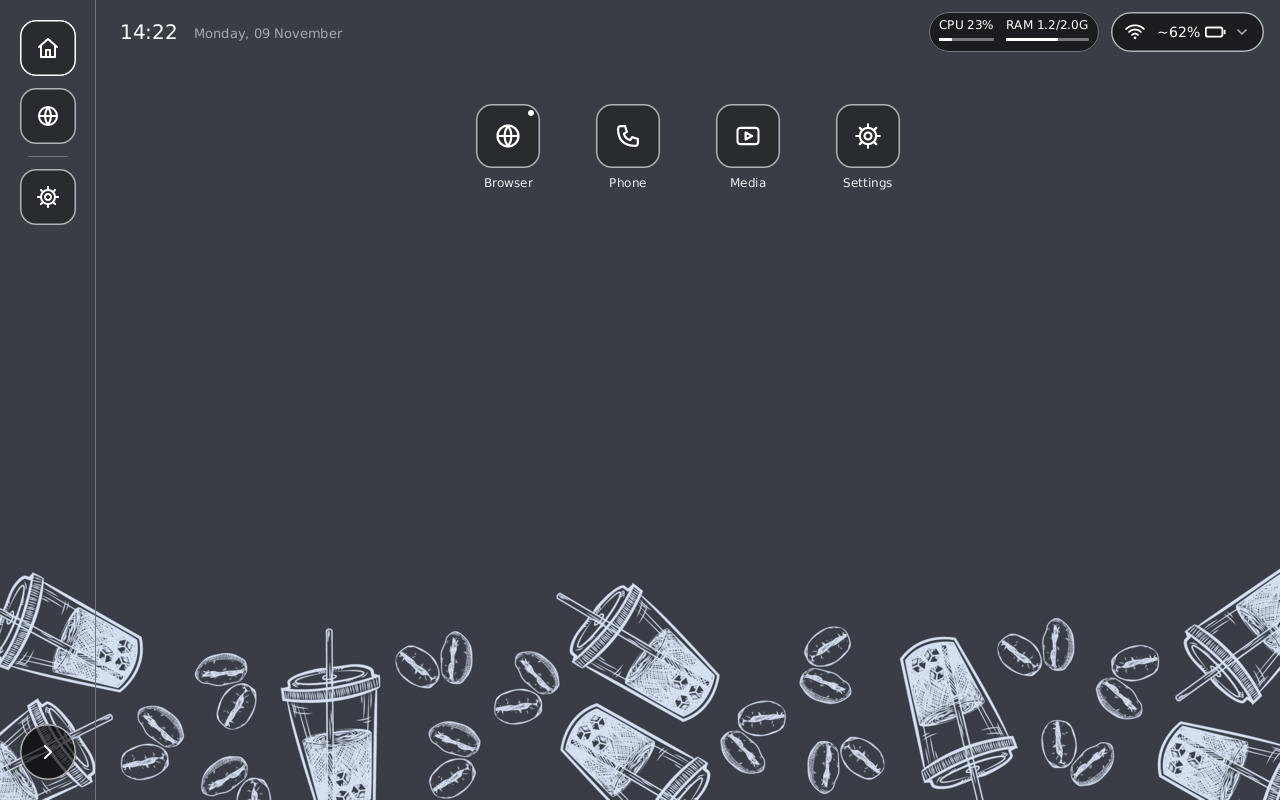 14:22 Monday, 09 November
CPU 23% RAM 1.2/2.0G
~62%
Browser
Phone
Media
Settings